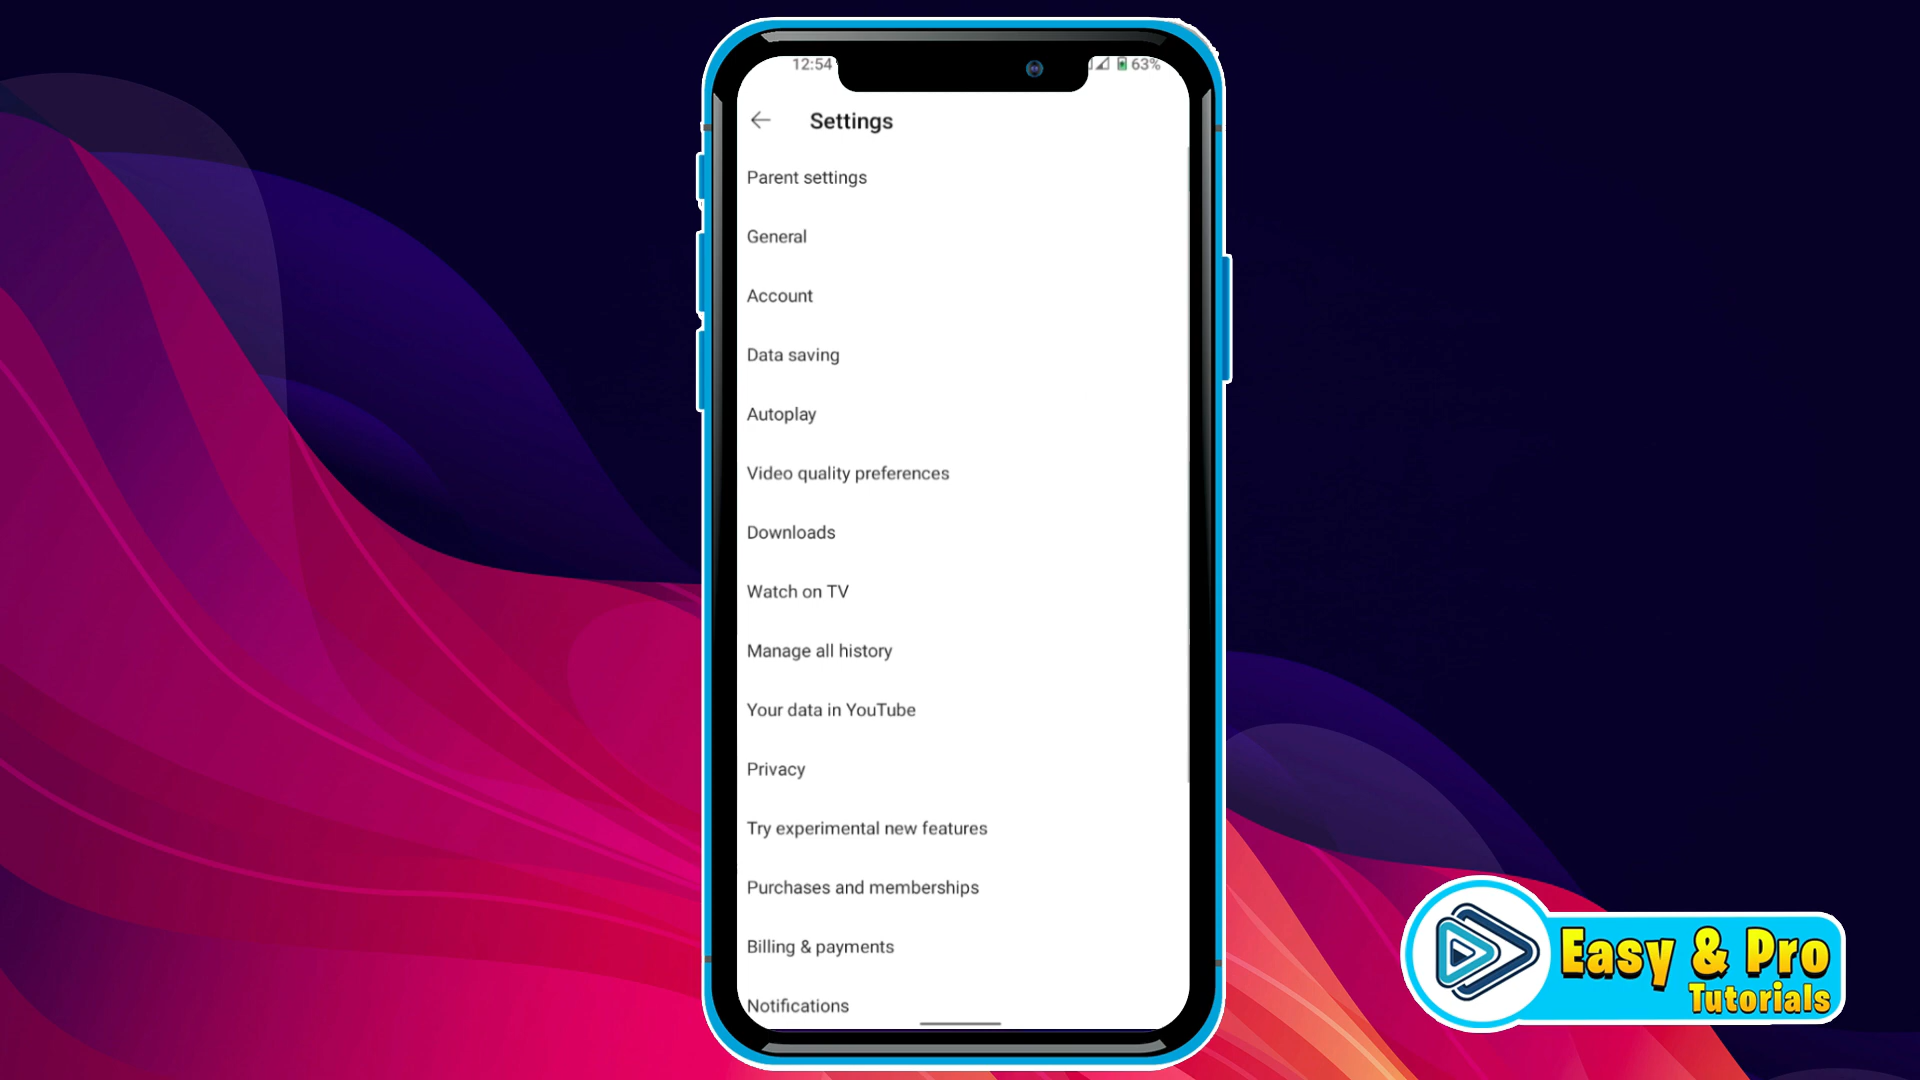 12:54
63%
Settings
Parent settings
General
Account
Data saving
Autoplay
Video quality preferences
Downloads
Watch on TV
Manage all history
Your data in YouTube
Privacy
Try experimental new features
Purchases and memberships
Billing & payments
Notifications
Easy & Pro
Tutorials